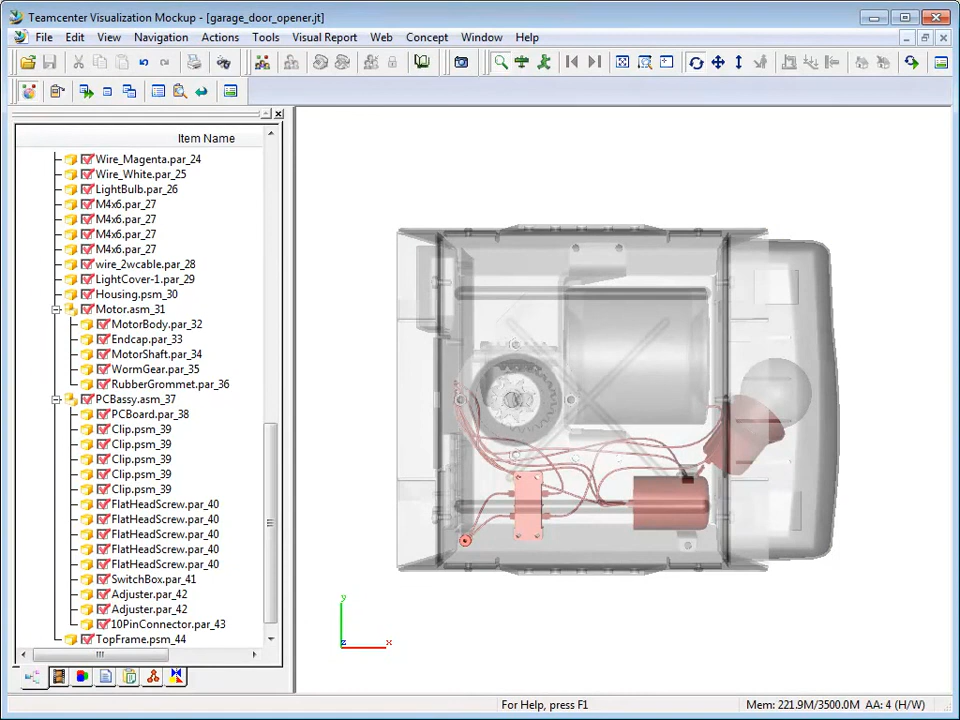 Teamcenter Visualization Mockup - [garage_door_opener.jt]
File Edit View Navigation Actions Tools Visual Report Web Concept Window Help
Item Name
Wire_Magenta.par_24
Wire_White.par_25
LightBulb.par_26
M4x6.par_27
M4x6.par_27
M4x6.par_27
M4x6.par_27
wire_2wcable.par_28
LightCover-1.par_29
Housing.psm_30
Motor.asm_31
MotorBody.par_32
Endcap.par_33
MotorShaft.par_34
WormGear.par_35
RubberGrommet.par_36
PCBassy.asm_37
PCBoard.par_38
Clip.psm_39
Clip.psm_39
Clip.psm_39
Clip.psm_39
Clip.psm_39
FlatHeadScrew.par_40
FlatHeadScrew.par_40
FlatHeadScrew.par_40
FlatHeadScrew.par_40
FlatHeadScrew.par_40
SwitchBox.par_41
Adjuster.par_42
Adjuster.par_42
10PinConnector.par_43
TopFrame.psm_44
y
z x
For Help, press F1
Mem: 221.9M/3500.0M AA: 4 (H/W)